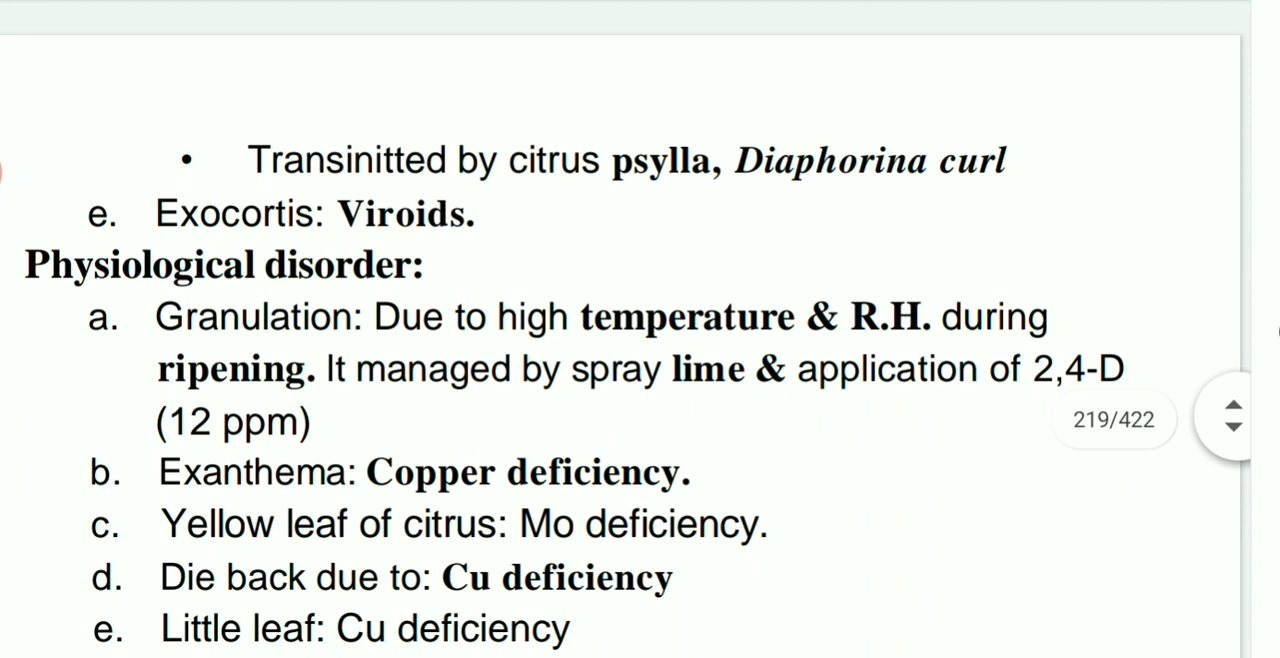 • Transinitted by citrus psylla, Diaphorina curl
e. Exocortis: Viroids.
Physiological disorder:
a. Granulation: Due to high temperature & R.H. during
ripening. It managed by spray lime & application of 2,4-D
(12 ppm)
219/422
b. Exanthema: Copper deficiency.
c. Yellow leaf of citrus: Mo deficiency.
d. Die back due to: Cu deficiency
e. Little leaf: Cu deficiency